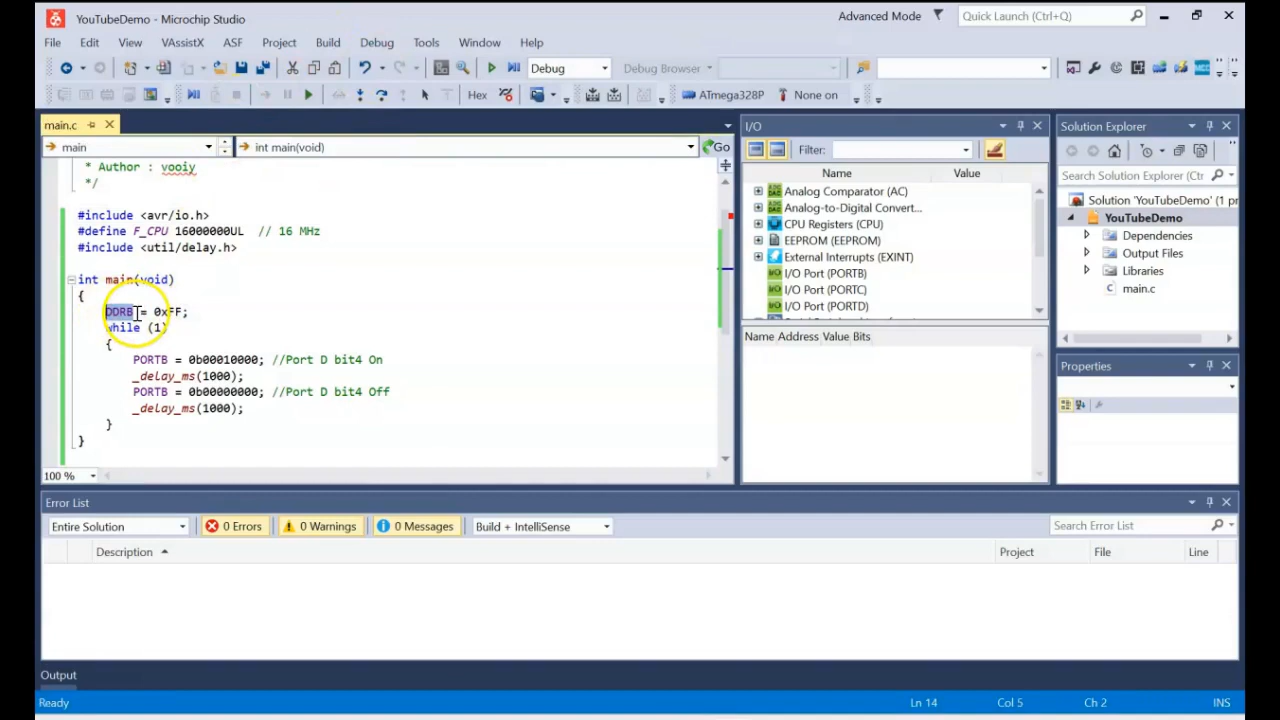 YouTubeDemo - Microchip Studio
Advanced Mode
Quick Launch (Ctrl+Q)
File Edit View VAssistX ASF Project Build Debug Tools Window Help
Debug
Debug Browser
Hex
ATmega328P
None on
main.c
main
int main(void)
Go
* Author : vooiy
*/
#include <avr/io.h>
#define F_CPU 16000000UL // 16 MHz
#include <util/delay.h>
int main(void)
{
DDRB = 0xFF;
while (1)
{
PORTB = 0b00010000; //Port D bit4 On
_delay_ms(1000);
PORTB = 0b00000000; //Port D bit4 Off
_delay_ms(1000);
}
}
100 %
I/O
Filter:
Name Value
Analog Comparator (AC)
Analog-to-Digital Convert...
CPU Registers (CPU)
EEPROM (EEPROM)
External Interrupts (EXINT)
I/O Port (PORTB)
I/O Port (PORTC)
I/O Port (PORTD)
Name Address Value Bits
Solution Explorer
Search Solution Explorer (Ctr
Solution 'YouTubeDemo' (1 pr
YouTubeDemo
Dependencies
Output Files
Libraries
main.c
Properties
Error List
Entire Solution
0 Errors
0 Warnings
0 Messages
Build + IntelliSense
Search Error List
Description Project File Line
Output
Ready Ln 14 Col 5 Ch 2 INS